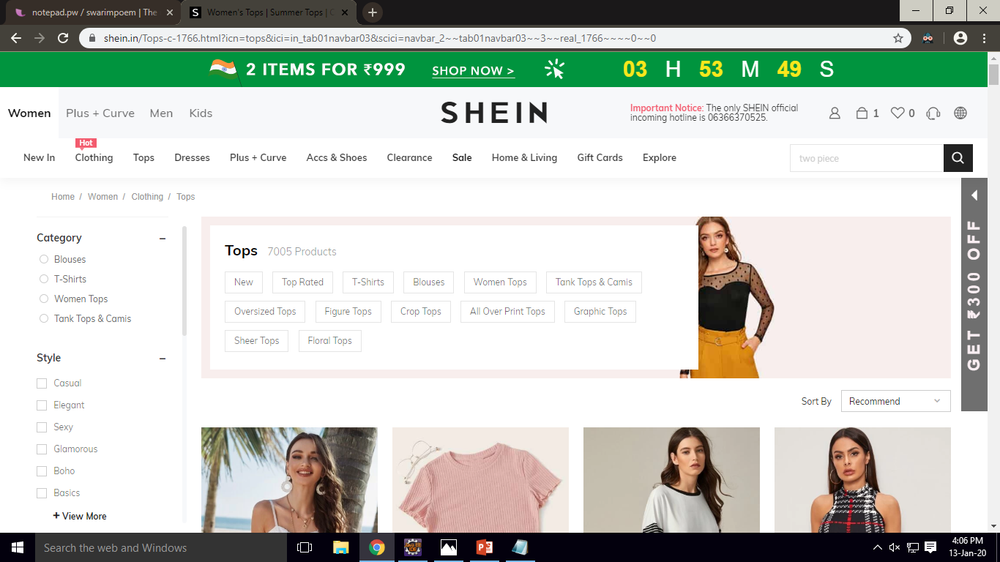 notepad.pw / swarimpoem | The
Women's Tops | Summer Tops |
shein.in/Tops-c-1766.html?icn=tops&ici=in_tab01navbar03&scici=navbar_2~~tab01navbar03~~3~~real_1766~~~~0~~0
2 ITEMS FOR ₹999 SHOP NOW > 03 H 53 M 49 S
Women Plus + Curve Men Kids
SHEIN
Important Notice: The only SHEIN official
incoming hotline is 06366370525.
1 0
Hot
New In Clothing Tops Dresses Plus + Curve Accs & Shoes Clearance Sale Home & Living Gift Cards Explore
two piece
Home / Women / Clothing / Tops
GET ₹300 OFF
Category
Blouses
T-Shirts
Women Tops
Tank Tops & Camis
Style
Casual
Elegant
Sexy
Glamorous
Boho
Basics
+ View More
Tops 7005 Products
New Top Rated T-Shirts Blouses Women Tops Tank Tops & Camis
Oversized Tops Figure Tops Crop Tops All Over Print Tops Graphic Tops
Sheer Tops Floral Tops
Sort By Recommend
Search the web and Windows
4:06 PM
13-Jan-20